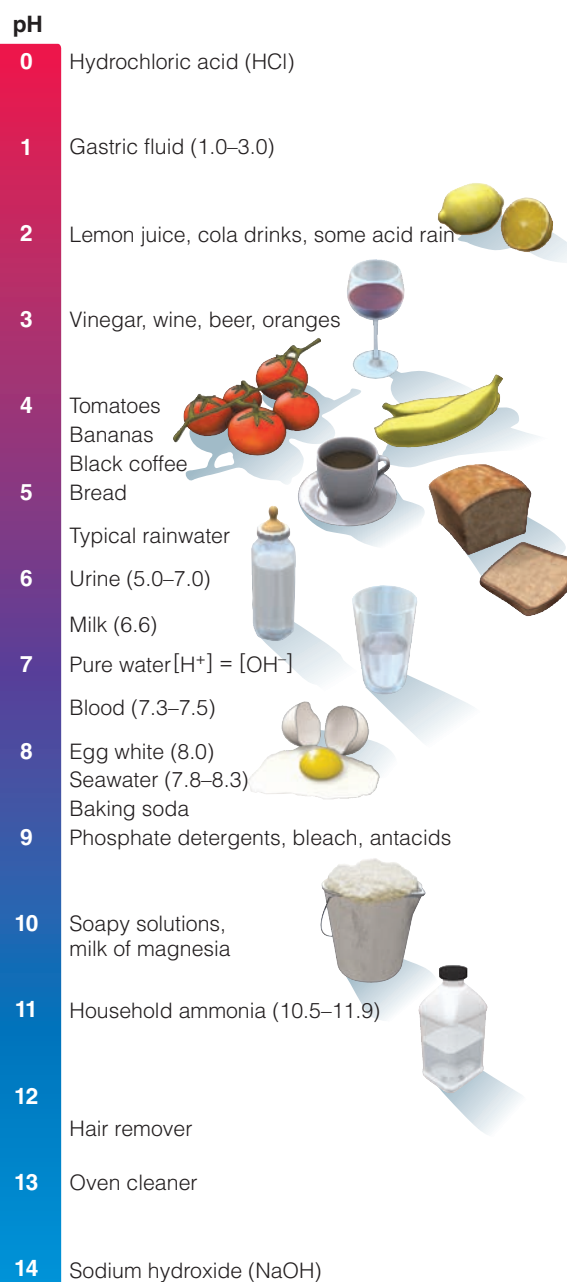 pH
0 Hydrochloric acid (HCl)
1 Gastric fluid (1.0–3.0)
2 Lemon juice, cola drinks, some acid rain
3 Vinegar, wine, beer, oranges
4 Tomatoes
Bananas
Black coffee
5 Bread
Typical rainwater
6 Urine (5.0–7.0)
Milk (6.6)
7 Pure water [H⁺] = [OH⁻]
Blood (7.3–7.5)
8 Egg white (8.0)
Seawater (7.8–8.3)
Baking soda
9 Phosphate detergents, bleach, antacids
10 Soapy solutions,
milk of magnesia
11 Household ammonia (10.5–11.9)
12
Hair remover
13 Oven cleaner
14 Sodium hydroxide (NaOH)